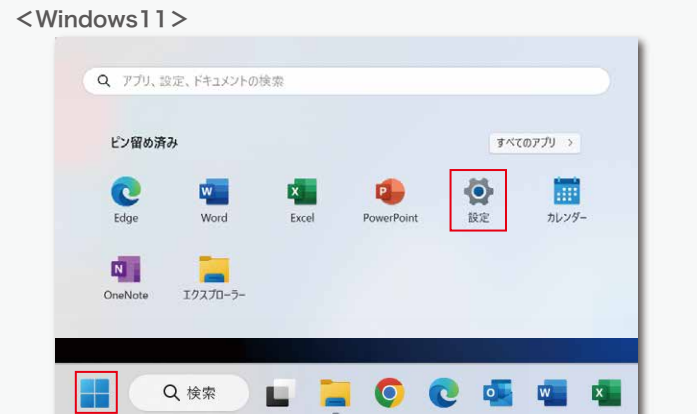 ＜Windows11＞
アプリ、設定、ドキュメントの検索
ピン留め済み
すべてのアプリ >
Edge Word Excel PowerPoint 設定 カレンダー
OneNote エクスプローラー
検索